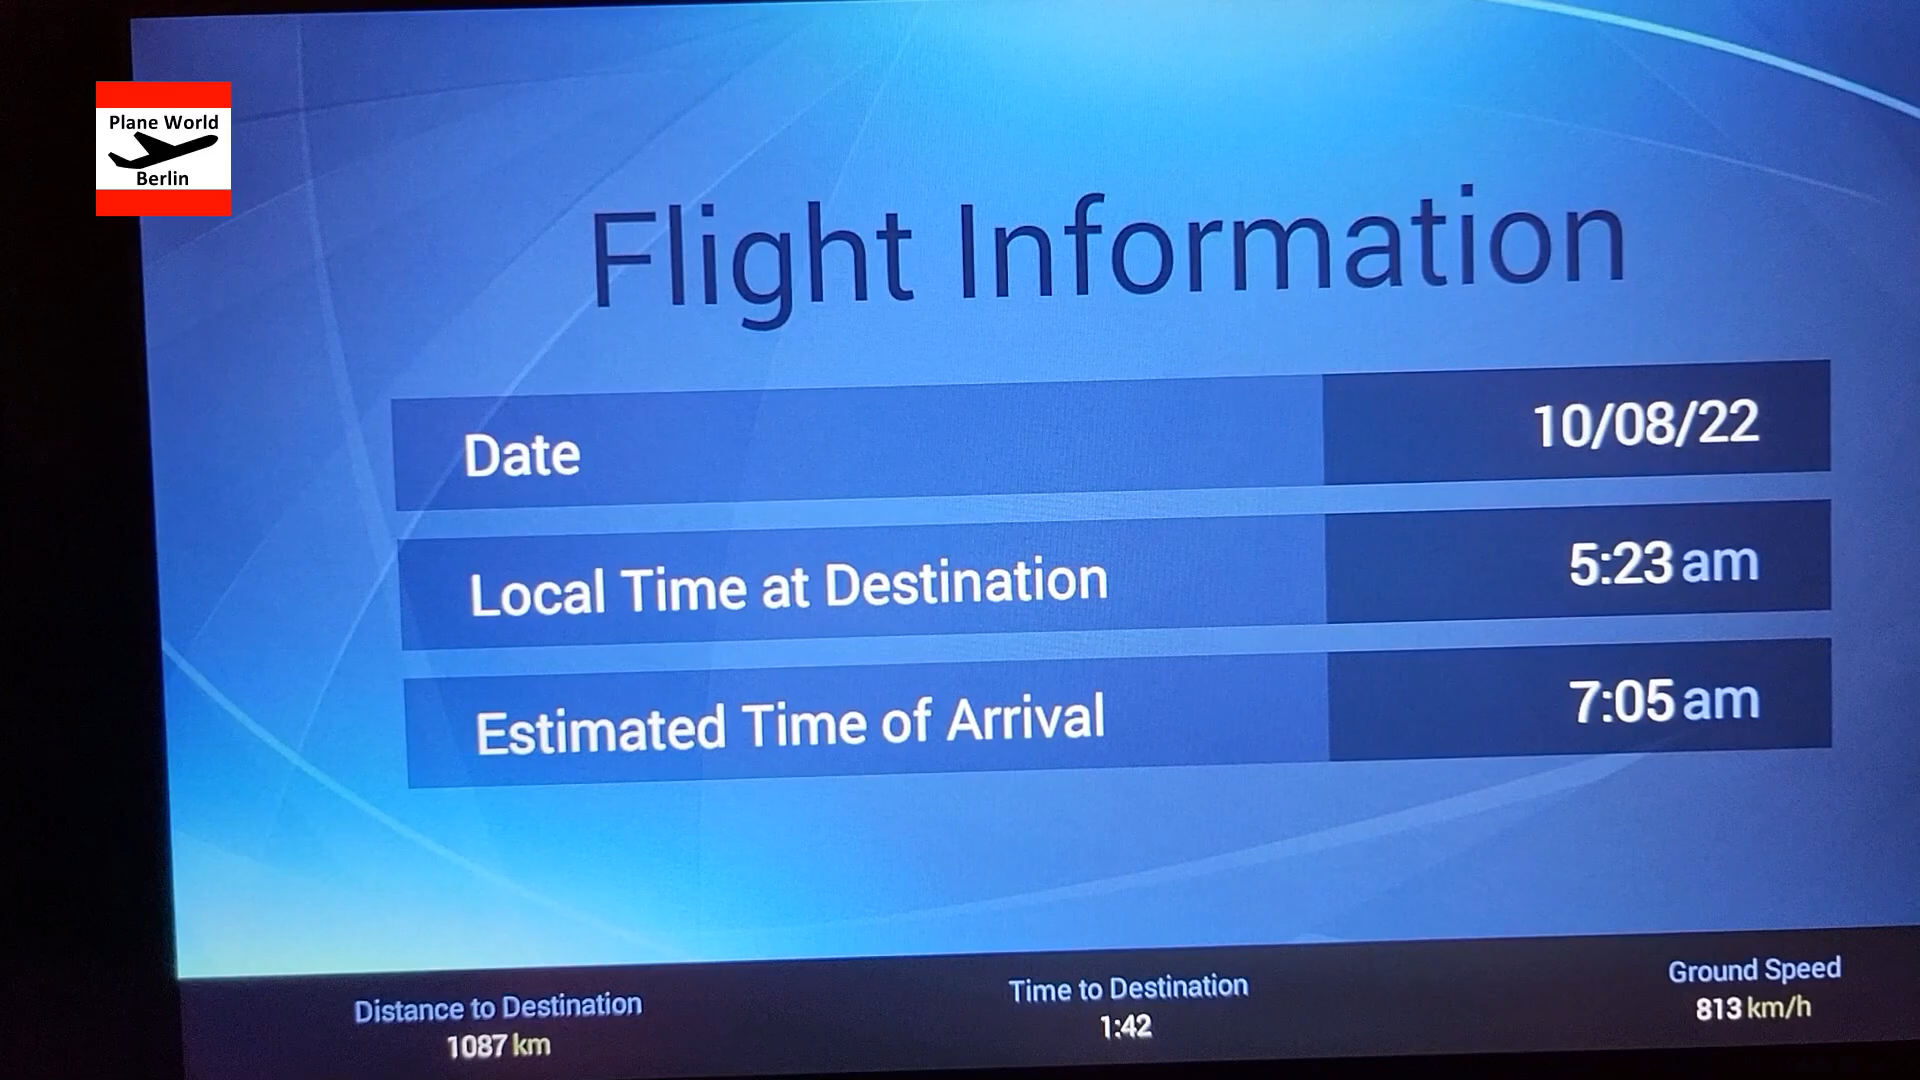 Plane World
Berlin
Flight Information
Date 10/08/22
Local Time at Destination 5:23 am
Estimated Time of Arrival 7:05 am
Distance to Destination
1087 km
Time to Destination
1:42
Ground Speed
813 km/h